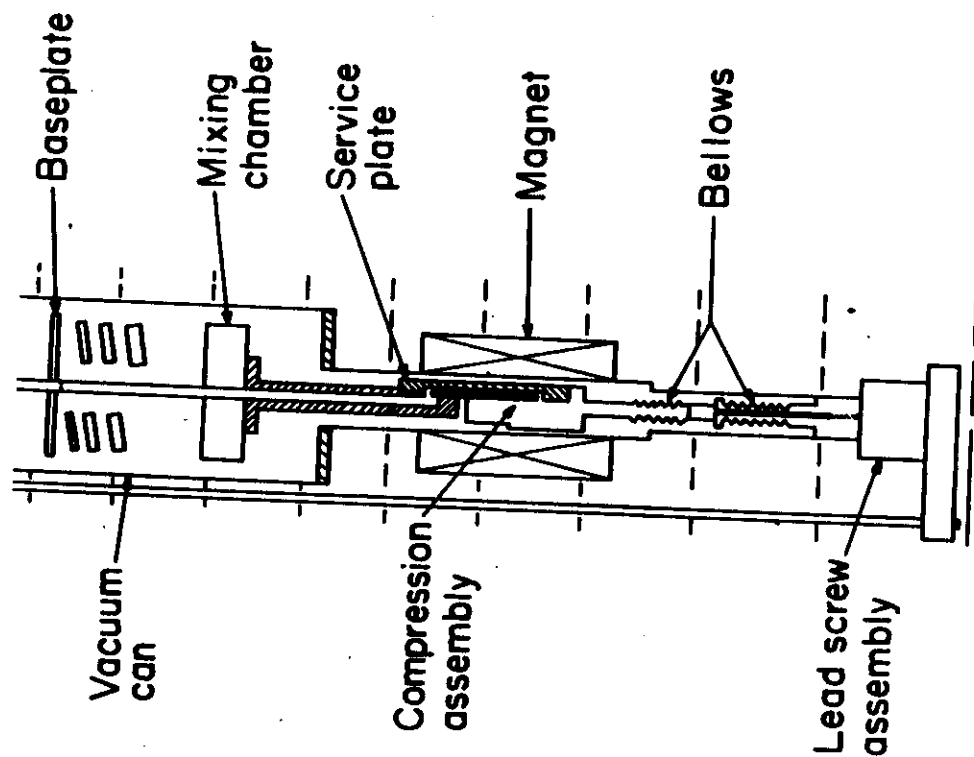 Baseplate
Mixing
chamber
Service
plate
Magnet
Bellows
Vacuum
can
Compression
assembly
Lead screw
assembly